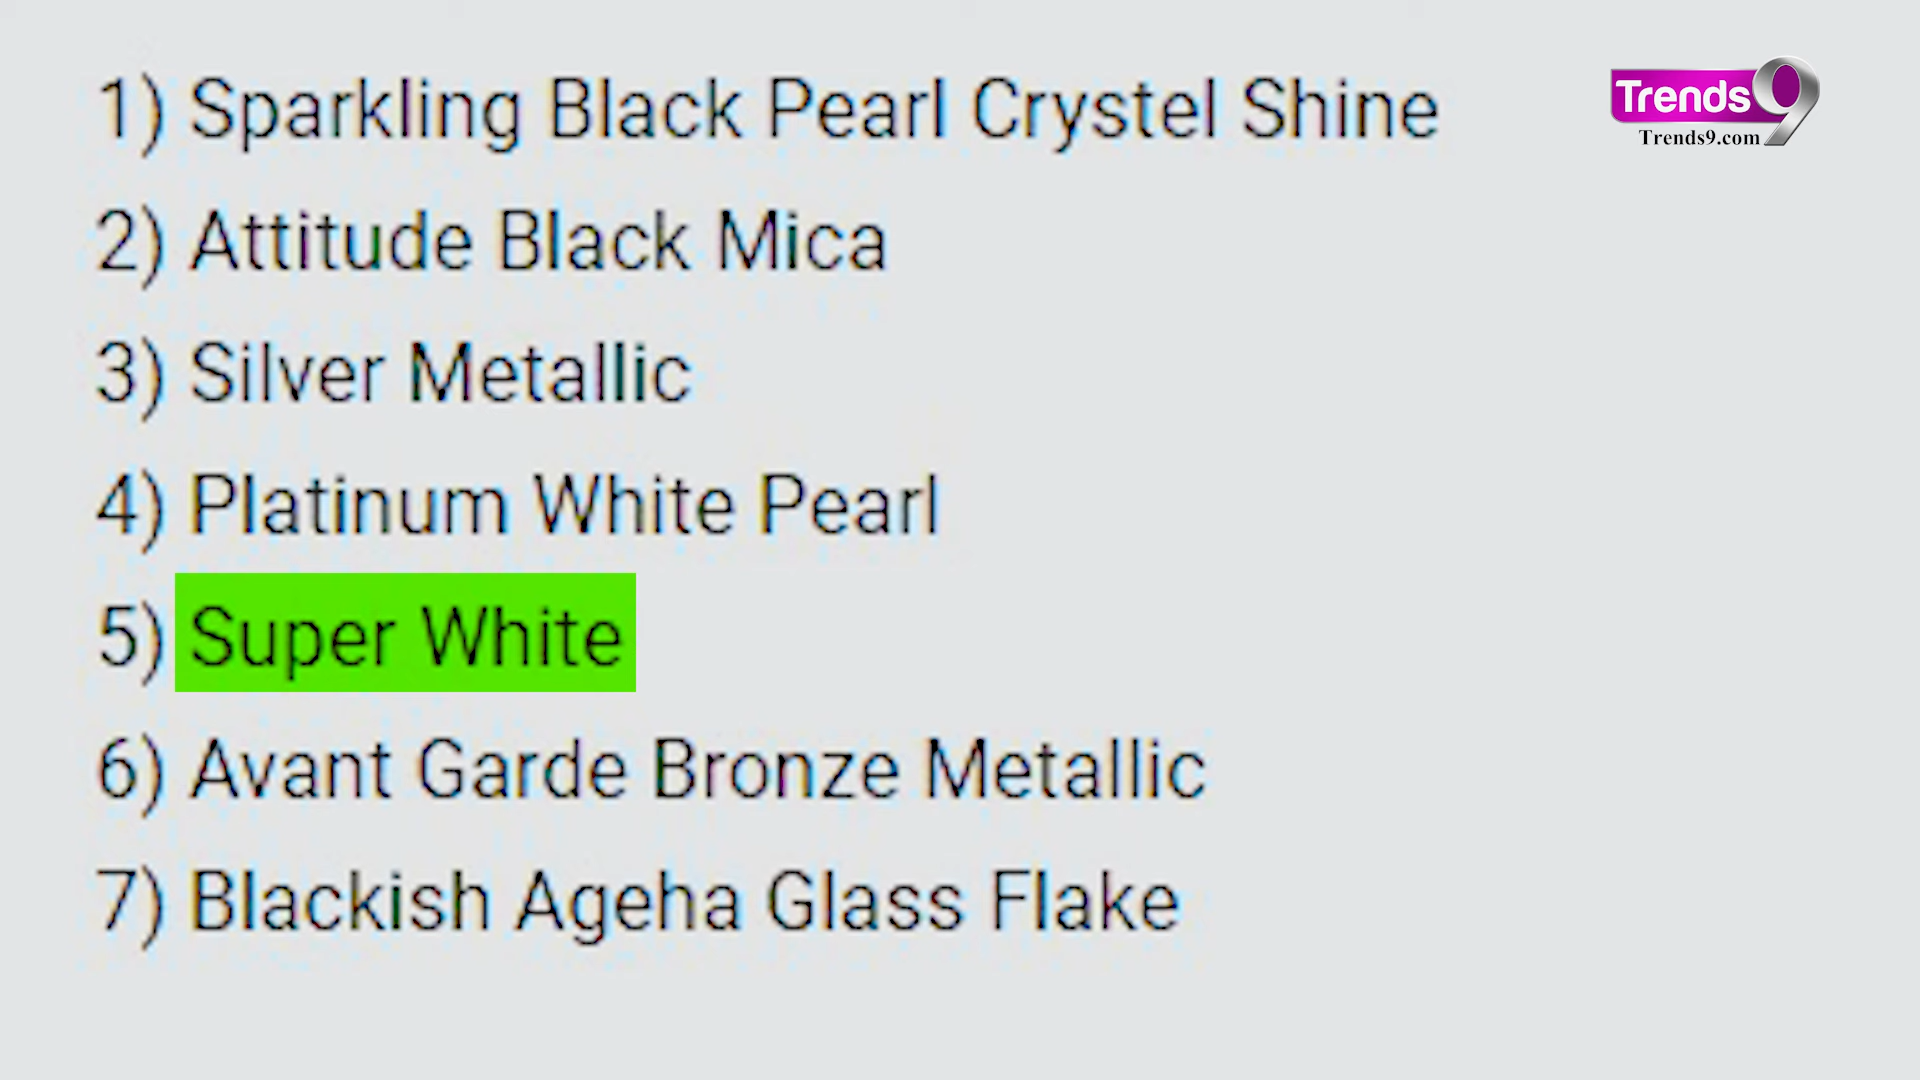 1) Sparkling Black Pearl Crystel Shine
Trends9
Trends9.com
2) Attitude Black Mica
3) Silver Metallic
4) Platinum White Pearl
5) Super White
6) Avant Garde Bronze Metallic
7) Blackish Ageha Glass Flake